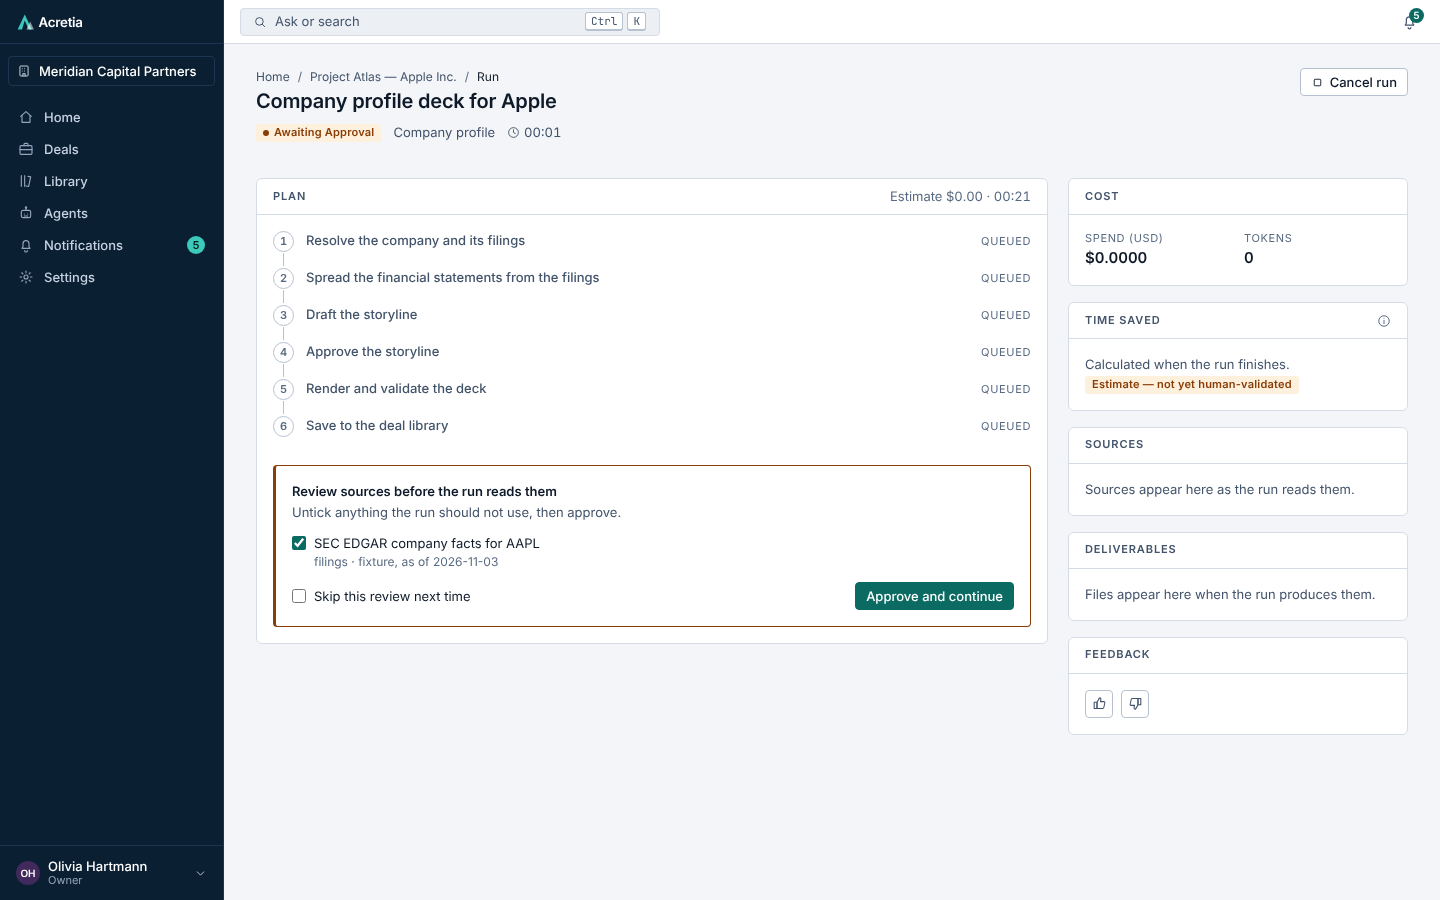 Acretia
Meridian Capital Partners
Home
Deals
Library
Agents
Notifications 5
Settings
Olivia Hartmann
OH
Owner
Ask or search Ctrl K
5
Home / Project Atlas — Apple Inc. / Run
Company profile deck for Apple
Cancel run
Awaiting Approval Company profile 00:01
PLAN Estimate $0.00 · 00:21
1 Resolve the company and its filings QUEUED
2 Spread the financial statements from the filings QUEUED
3 Draft the storyline QUEUED
4 Approve the storyline QUEUED
5 Render and validate the deck QUEUED
6 Save to the deal library QUEUED
Review sources before the run reads them
Untick anything the run should not use, then approve.
SEC EDGAR company facts for AAPL
filings · fixture, as of 2026-11-03
Skip this review next time Approve and continue
COST
SPEND (USD) TOKENS
$0.0000 0
TIME SAVED
Calculated when the run finishes.
Estimate — not yet human-validated
SOURCES
Sources appear here as the run reads them.
DELIVERABLES
Files appear here when the run produces them.
FEEDBACK